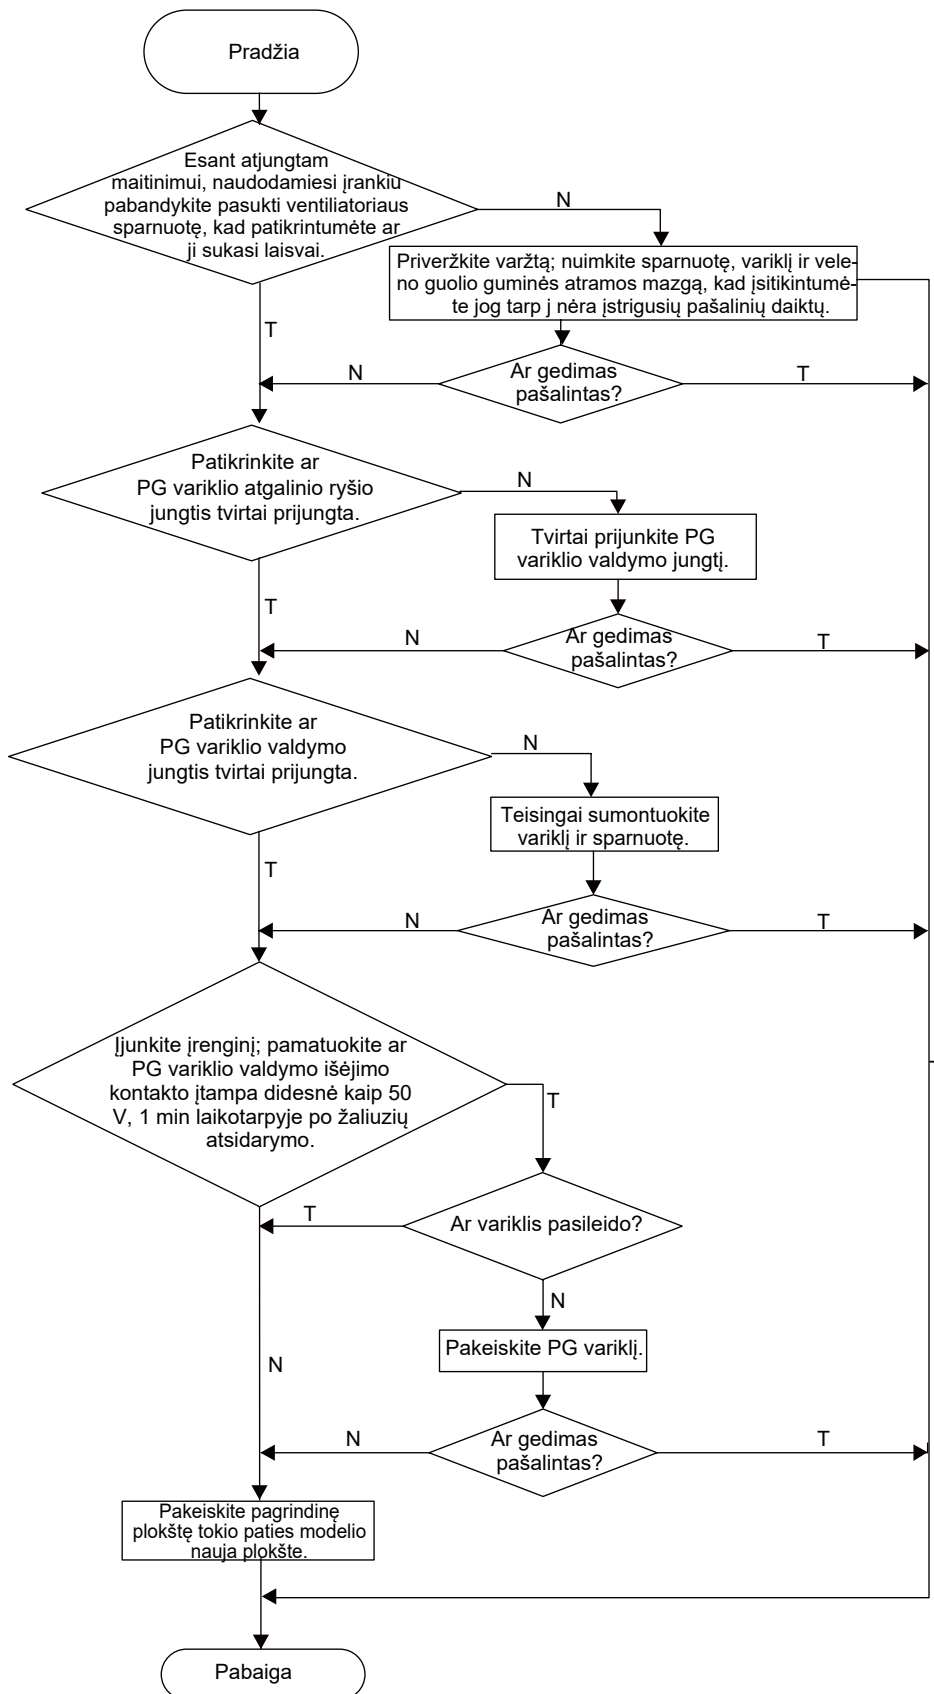 Pradžia
Esant atjungtam
maitinimui, naudodamiesi įrankiu
pabandykite pasukti ventiliatoriaus
sparnuotę, kad patikrintumėte ar
ji sukasi laisvai.
N
Priveržkite varžtą; nuimkite sparnuotę, variklį ir vele-
no guolio guminės atramos mazgą, kad įsitikintumė-
te jog tarp j nėra įstrigusių pašalinių daiktų.
T
N
Ar gedimas
pašalintas?
T
Patikrinkite ar
PG variklio atgalinio ryšio
jungtis tvirtai prijungta.
N
Tvirtai prijunkite PG
variklio valdymo jungtį.
T
N
Ar gedimas
pašalintas?
T
Patikrinkite ar
PG variklio valdymo
jungtis tvirtai prijungta.
N
Teisingai sumontuokite
variklį ir sparnuotę.
T
N
Ar gedimas
pašalintas?
T
Įjunkite įrenginį; pamatuokite ar
PG variklio valdymo išėjimo
kontakto įtampa didesnė kaip 50
V, 1 min laikotarpyje po žaliuzių
atsidarymo.
T
T
Ar variklis pasileido?
N
Pakeiskite PG variklį.
N
N
Ar gedimas
pašalintas?
T
Pakeiskite pagrindinę
plokštę tokio paties modelio
nauja plokšte.
Pabaiga